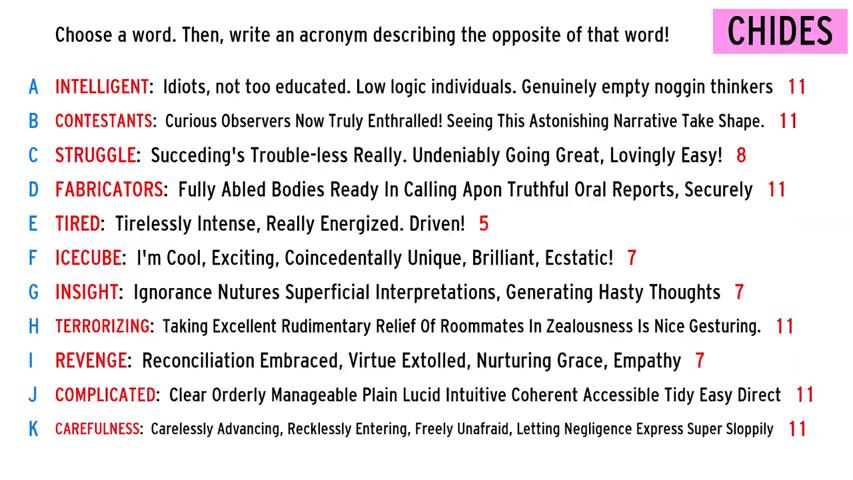 Choose a word. Then, write an acronym describing the opposite of that word!
CHIDES
A INTELLIGENT: Idiots, not too educated. Low logic individuals. Genuinely empty noggin thinkers 11
B CONTESTANTS: Curious Observers Now Truly Enthralled! Seeing This Astonishing Narrative Take Shape. 11
C STRUGGLE: Succeding's Trouble-less Really. Undeniably Going Great, Lovingly Easy! 8
D FABRICATORS: Fully Abled Bodies Ready In Calling Apon Truthful Oral Reports, Securely 11
E TIRED: Tirelessly Intense, Really Energized. Driven! 5
F ICECUBE: I'm Cool, Exciting, Coincedentally Unique, Brilliant, Ecstatic! 7
G INSIGHT: Ignorance Nutures Superficial Interpretations, Generating Hasty Thoughts 7
H TERRORIZING: Taking Excellent Rudimentary Relief Of Roommates In Zealousness Is Nice Gesturing. 11
I REVENGE: Reconciliation Embraced, Virtue Extolled, Nurturing Grace, Empathy 7
J COMPLICATED: Clear Orderly Manageable Plain Lucid Intuitive Coherent Accessible Tidy Easy Direct 11
K CAREFULNESS: Carelessly Advancing, Recklessly Entering, Freely Unafraid, Letting Negligence Express Super Sloppily 11